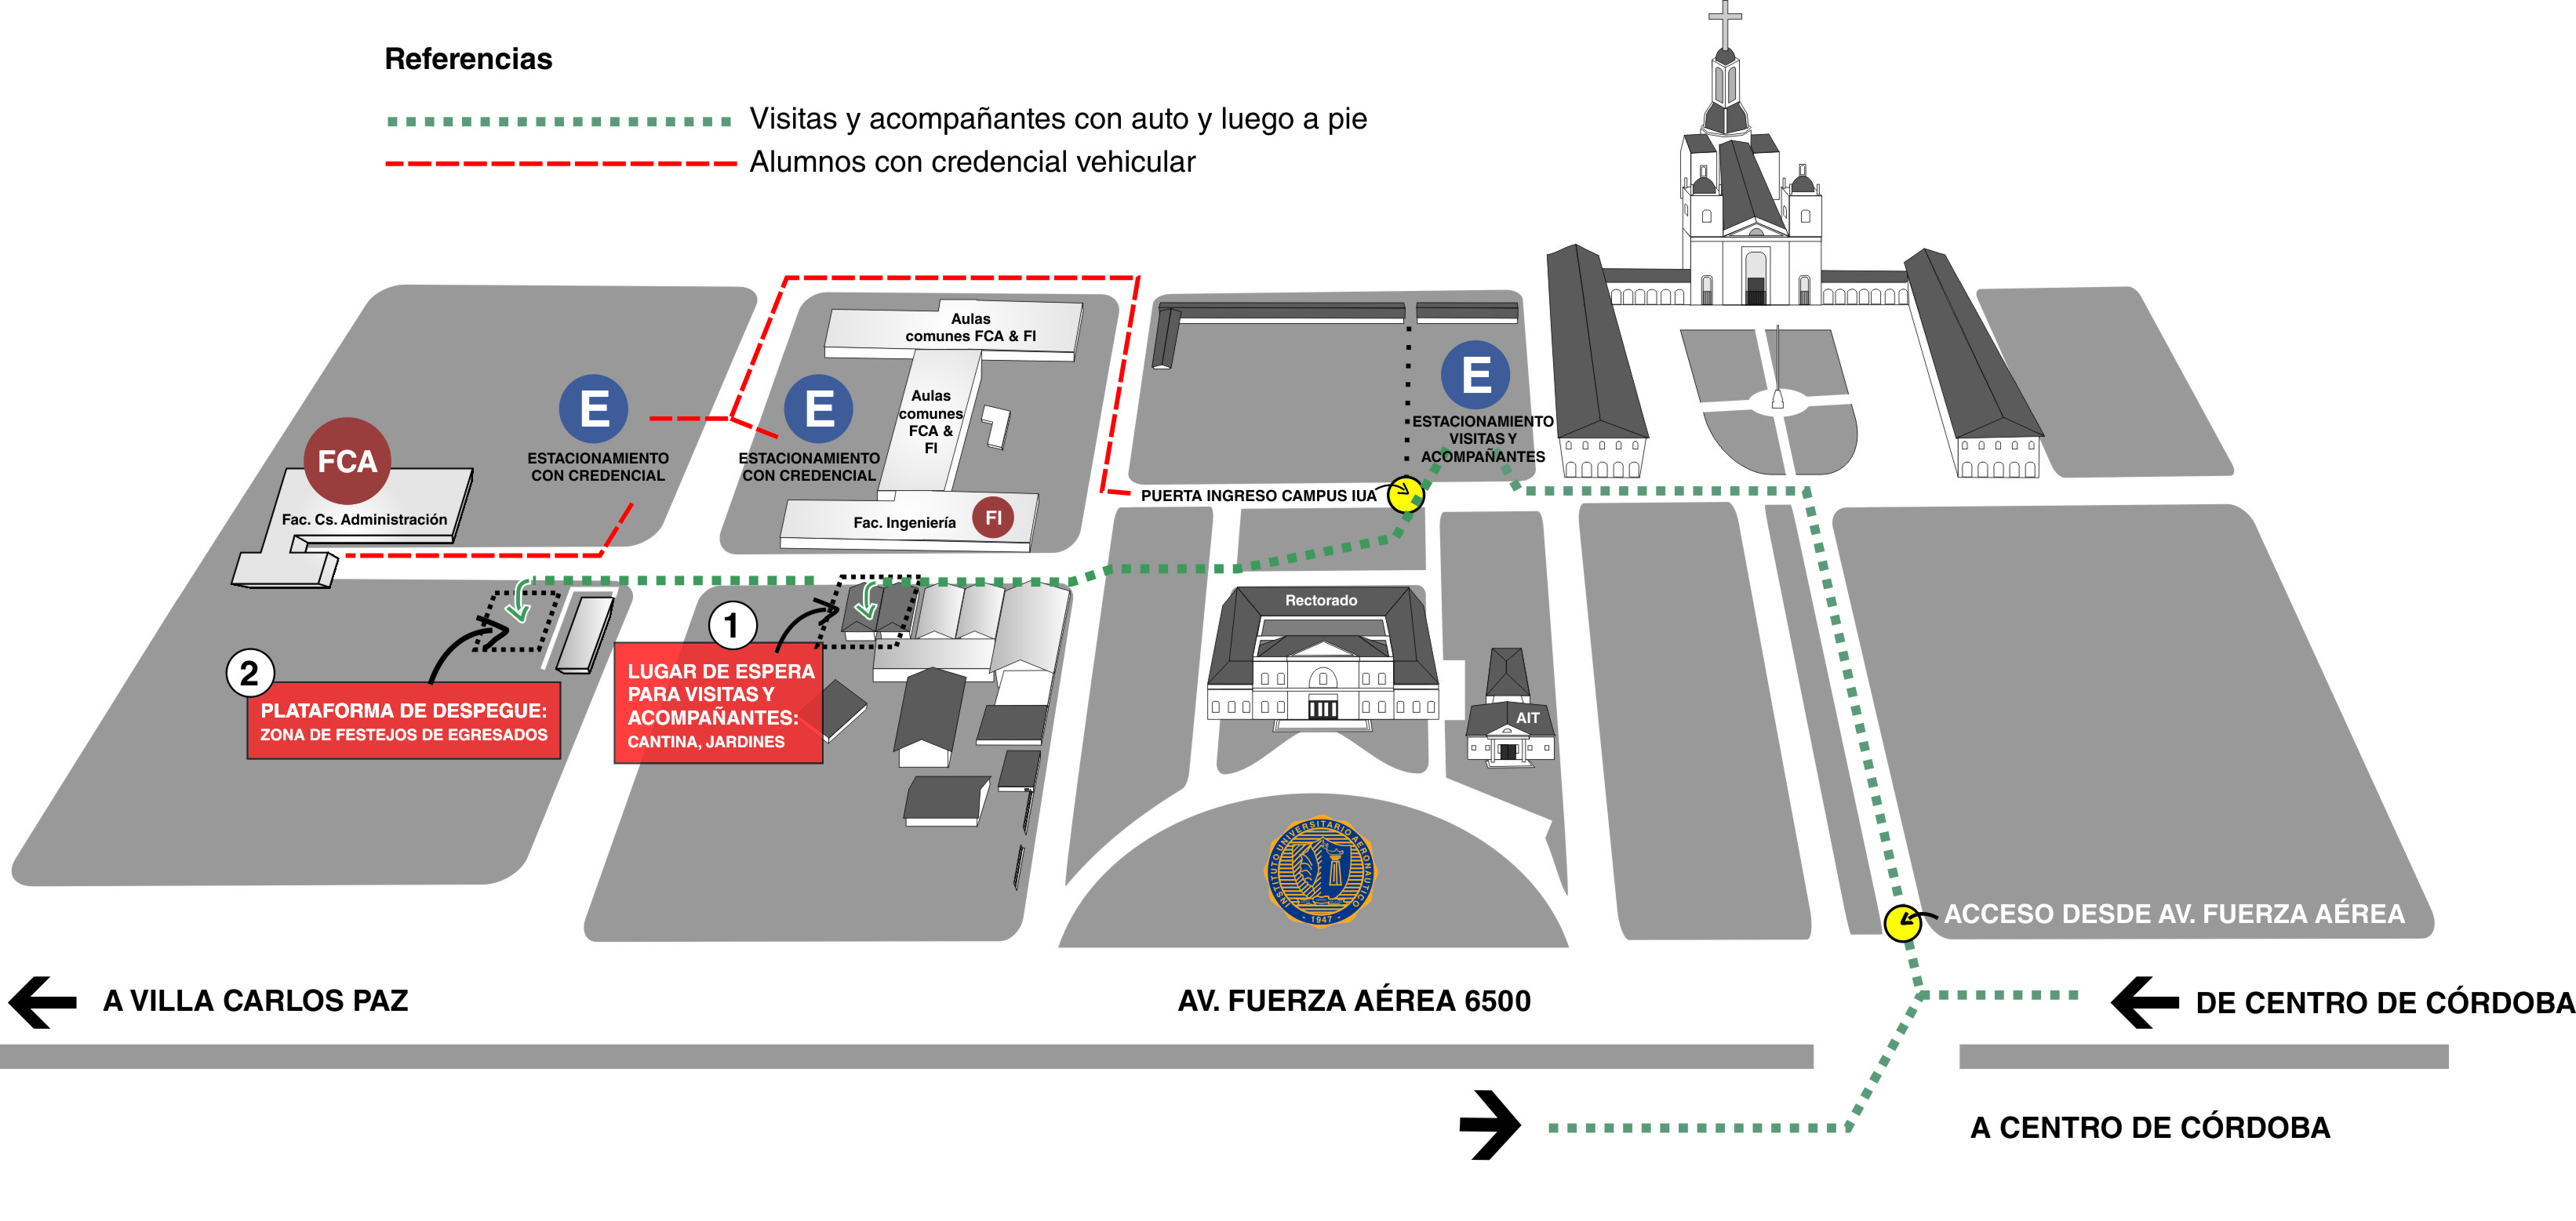 Referencias
Visitas y acompañantes con auto y luego a pie
Alumnos con credencial vehicular
Aulas
comunes FCA & FI
Aulas
comunes
FCA &
FI
E
ESTACIONAMIENTO
VISITAS Y
ACOMPAÑANTES
E
ESTACIONAMIENTO
CON CREDENCIAL
E
ESTACIONAMIENTO
CON CREDENCIAL
FCA
Fac. Cs. Administración
Fac. Ingeniería
FI
PUERTA INGRESO CAMPUS IUA
Rectorado
AIT
1
LUGAR DE ESPERA
PARA VISITAS Y
ACOMPAÑANTES:
CANTINA, JARDINES
2
PLATAFORMA DE DESPEGUE:
ZONA DE FESTEJOS DE EGRESADOS
INSTITUTO UNIVERSITARIO AERONAUTICO
- 1947 -
ACCESO DESDE AV. FUERZA AÉREA
A VILLA CARLOS PAZ
AV. FUERZA AÉREA 6500
DE CENTRO DE CÓRDOBA
A CENTRO DE CÓRDOBA